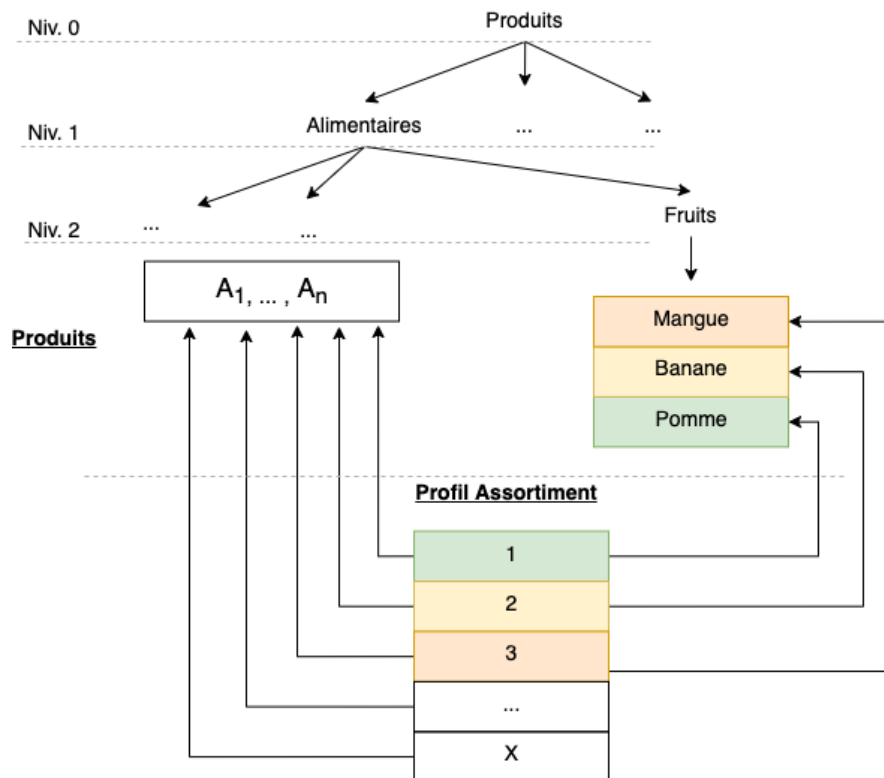 Produits
Niv. 0
Alimentaires
...
...
Niv. 1
Fruits
...
...
Niv. 2
A1, ... , An
Mangue
Produits
Banane
Pomme
Profil Assortiment
1
2
3
...
X